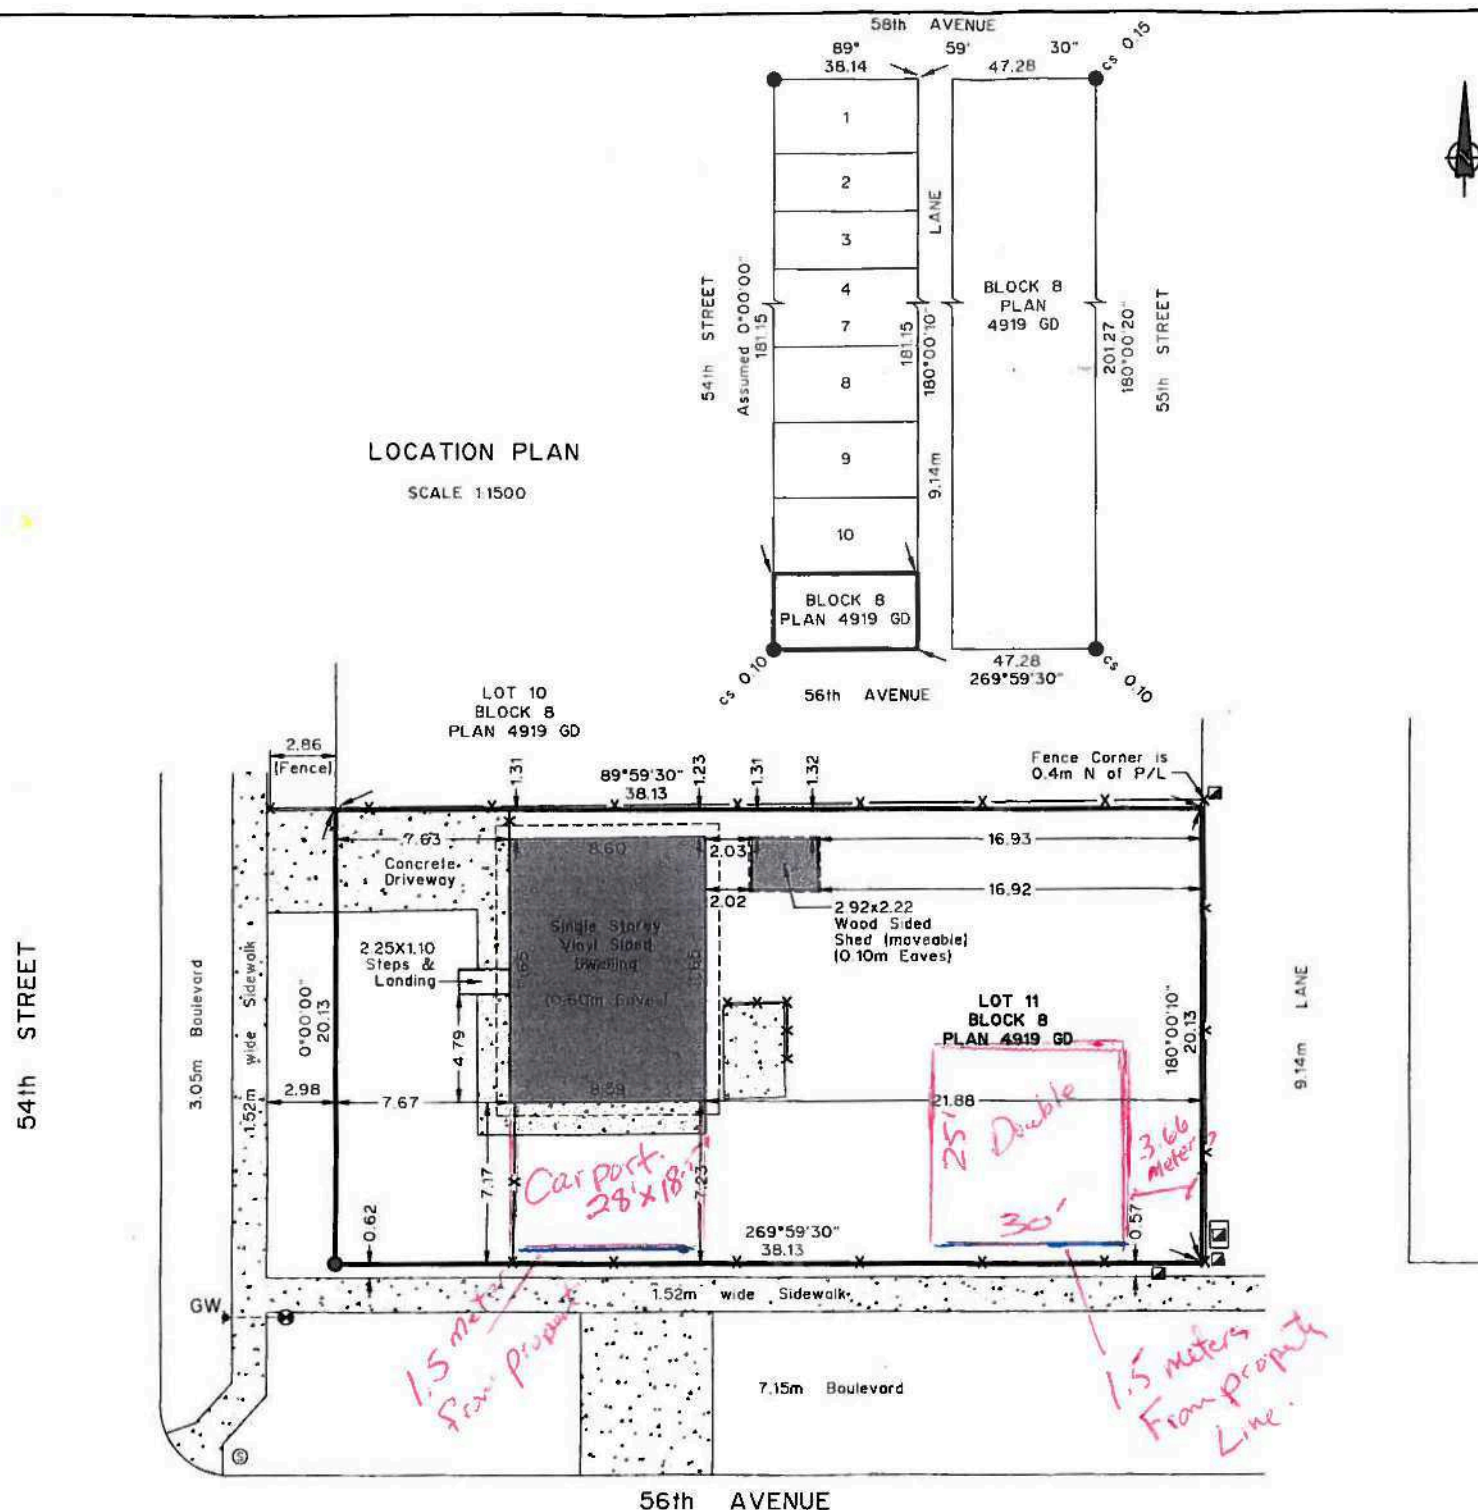 58th AVENUE
89° 59' 30"
38.14
47.28
cs 0.15
1
2
3
4
7
8
9
10
LANE
9.14m
54th STREET
Assumed 0°00'00"
181.15
181.15
180°00'10"
BLOCK 8
PLAN
4919 GD
201.27
180°00'20"
55th STREET
LOCATION PLAN
SCALE 1:1500
BLOCK 8
PLAN 4919 GD
cs 0.10
47.28
269°59'30"
cs 0.10
56th AVENUE
LOT 10
BLOCK 8
PLAN 4919 GD
2.86
(Fence)
1.31
89°59'30"
38.13
1.23
1.31
1.32
Fence Corner is
0.4m N of P/L
7.63
8.60
2.03
16.93
Concrete
Driveway
2.02
16.92
2.92x2.22
Wood Sided
Shed (moveable)
(0.10m Eaves)
Single Storey
Vinyl Sided
Dwelling
(0.60m Eaves)
2.25X1.10
Steps &
Landing
54th STREET
3.05m Boulevard
1.52m wide Sidewalk
0°00'00"
20.13
4.79
LOT 11
BLOCK 8
PLAN 4919 GD
180°00'10"
20.13
9.14m LANE
2.98
7.67
8.59
21.88
25'
Double
3.66
meters
Carport
28'x18.5
7.17
7.23
30'
0.62
269°59'30"
38.13
0.57
1.52m wide Sidewalk
GW
1.5 meter
from propert
7.15m Boulevard
1.5 meters
From property
Line.
S
56th AVENUE